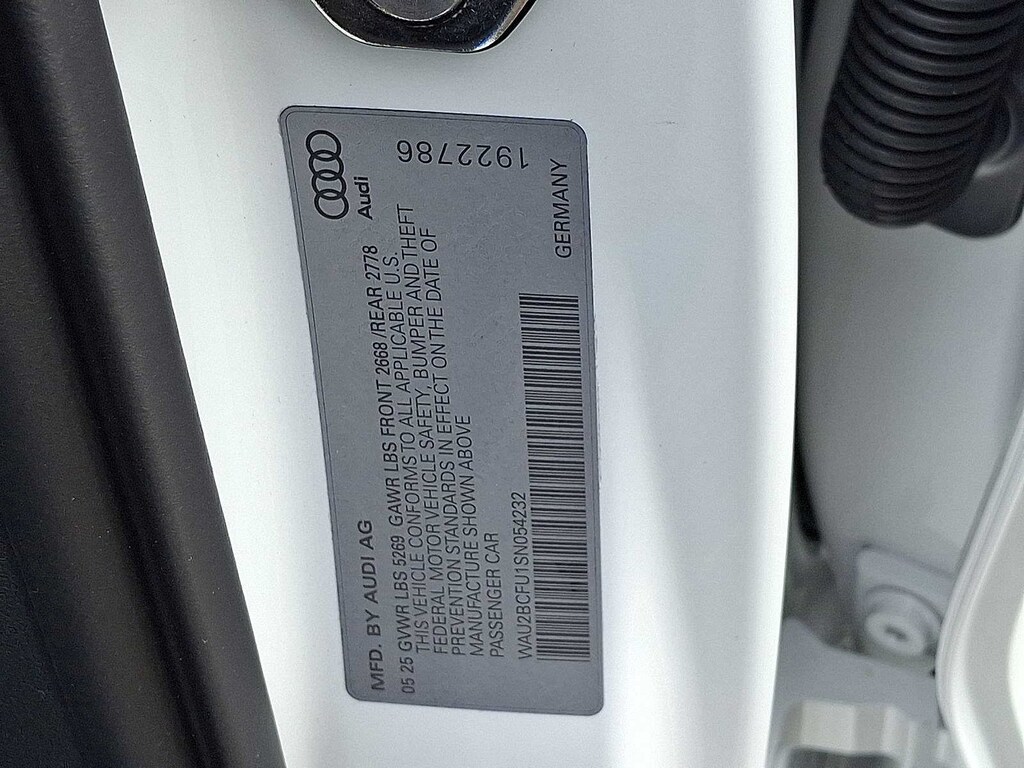 MFD. BY AUDI AG
Audi
05 25 GVWR LBS 5269 GAWR LBS FRONT 2668 /REAR 2778
THIS VEHICLE CONFORMS TO ALL APPLICABLE U.S.
FEDERAL MOTOR VEHICLE SAFETY, BUMPER AND THEFT
PREVENTION STANDARDS IN EFFECT ON THE DATE OF
MANUFACTURE SHOWN ABOVE
PASSENGER CAR
WAU2BCFU1SN054232
GERMANY
1922786